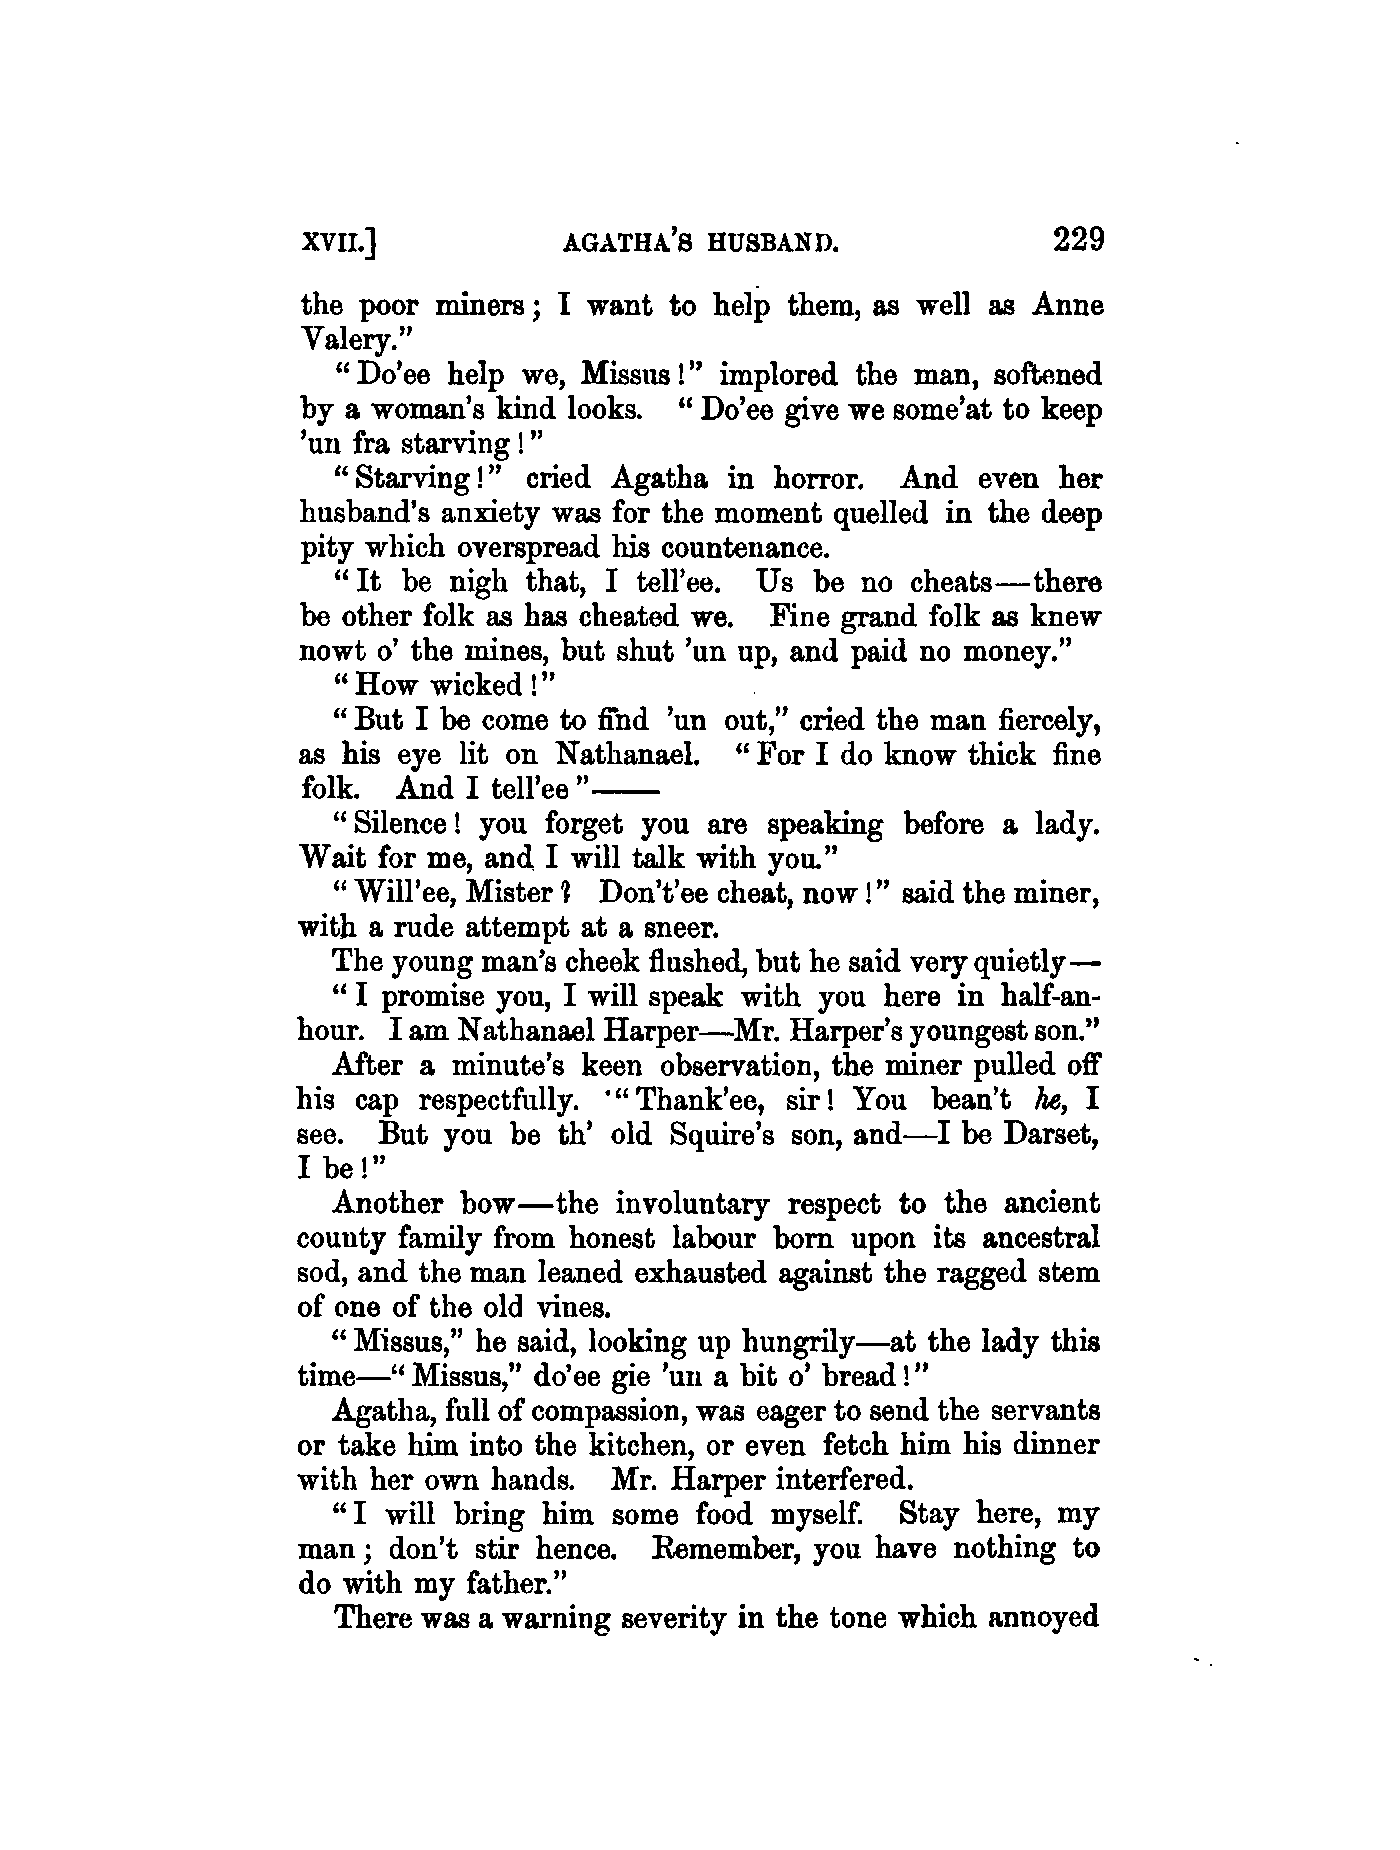 XVII.] AGATHA'S HUSBAND. 229
the poor miners; I want to help them, as well as Anne
Valery."
"Do'ee help we, Missus!" implored the man, softened
by a woman's kind looks. "Do'ee give we some'at to keep
'un fra starving!"
"Starving!" cried Agatha in horror. And even her
husband's anxiety was for the moment quelled in the deep
pity which overspread his countenance.
"It be nigh that, I tell'ee. Us be no cheats—there
be other folk as has cheated we. Fine grand folk as knew
nowt o' the mines, but shut 'un up, and paid no money."
"How wicked!"
"But I be come to find 'un out," cried the man fiercely,
as his eye lit on Nathanael. "For I do know thick fine
folk. And I tell'ee"——
"Silence! you forget you are speaking before a lady.
Wait for me, and I will talk with you."
"Will'ee, Mister? Don't'ee cheat, now!" said the miner,
with a rude attempt at a sneer.
The young man's cheek flushed, but he said very quietly—
"I promise you, I will speak with you here in half-an-
hour. I am Nathanael Harper—Mr. Harper's youngest son."
After a minute's keen observation, the miner pulled off
his cap respectfully. "Thank'ee, sir! You bean't he, I
see. But you be th' old Squire's son, and—I be Darset,
I be!"
Another bow—the involuntary respect to the ancient
county family from honest labour born upon its ancestral
sod, and the man leaned exhausted against the ragged stem
of one of the old vines.
"Missus," he said, looking up hungrily—at the lady this
time—"Missus," do'ee gie 'un a bit o' bread!"
Agatha, full of compassion, was eager to send the servants
or take him into the kitchen, or even fetch him his dinner
with her own hands. Mr. Harper interfered.
"I will bring him some food myself. Stay here, my
man; don't stir hence. Remember, you have nothing to
do with my father."
There was a warning severity in the tone which annoyed